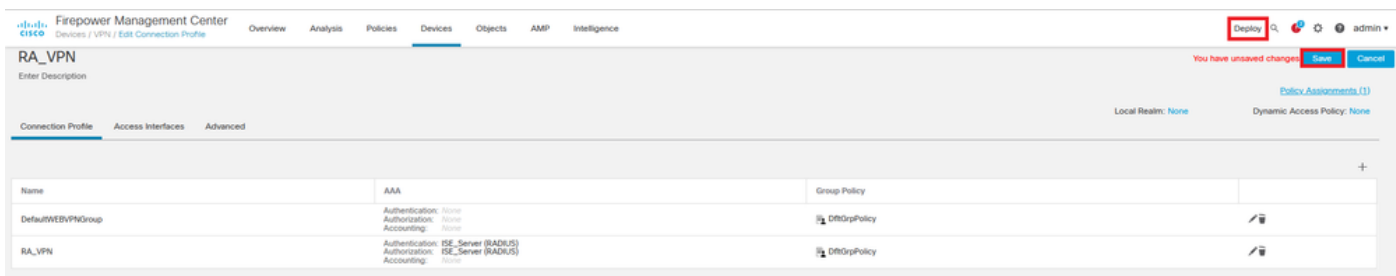 CISCO
Firepower Management Center
Devices / VPN / Edit Connection Profile
Overview Analysis Policies Devices Objects AMP Intelligence
Deploy admin
RA_VPN
You have unsaved changes Save Cancel
Enter Description
Policy Assignments (1)
Local Realm: None Dynamic Access Policy: None
Connection Profile Access Interfaces Advanced
+
Name AAA Group Policy
DefaultWEBVPNGroup
Authentication: None
Authorization: None
Accounting: None
DfltGrpPolicy
RA_VPN
Authentication: ISE_Server (RADIUS)
Authorization: ISE_Server (RADIUS)
Accounting: None
DfltGrpPolicy